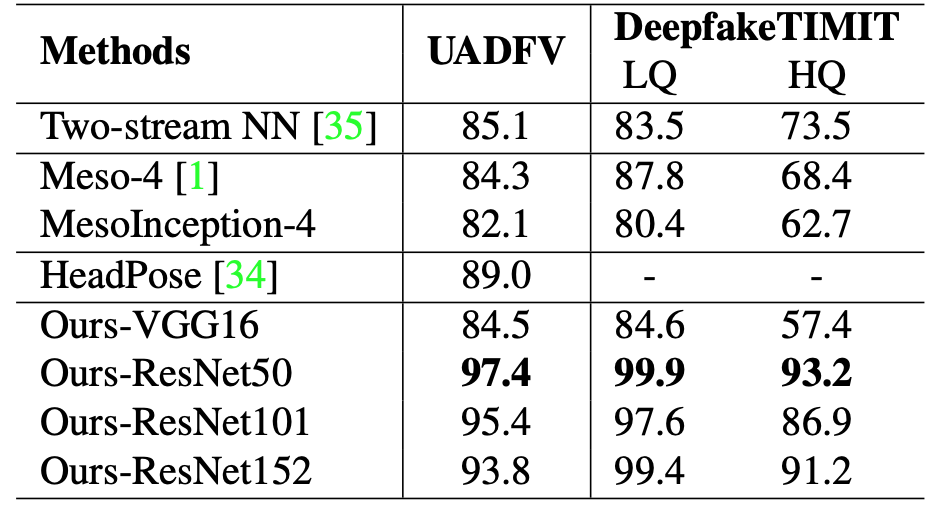 Methods UADFV DeepfakeTIMIT
LQ HQ
Two-stream NN [35] 85.1 83.5 73.5
Meso-4 [1] 84.3 87.8 68.4
MesoInception-4 82.1 80.4 62.7
HeadPose [34] 89.0 - -
Ours-VGG16 84.5 84.6 57.4
Ours-ResNet50 97.4 99.9 93.2
Ours-ResNet101 95.4 97.6 86.9
Ours-ResNet152 93.8 99.4 91.2